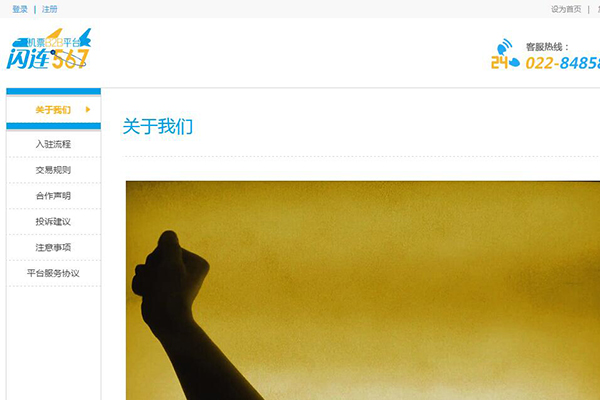 登录 | 注册
设为首页 |
机票B2B平台
闪连567
客服热线：
24
022-8485
关于我们
入驻流程
交易规则
合作声明
投诉建议
注意事项
平台服务协议
关于我们